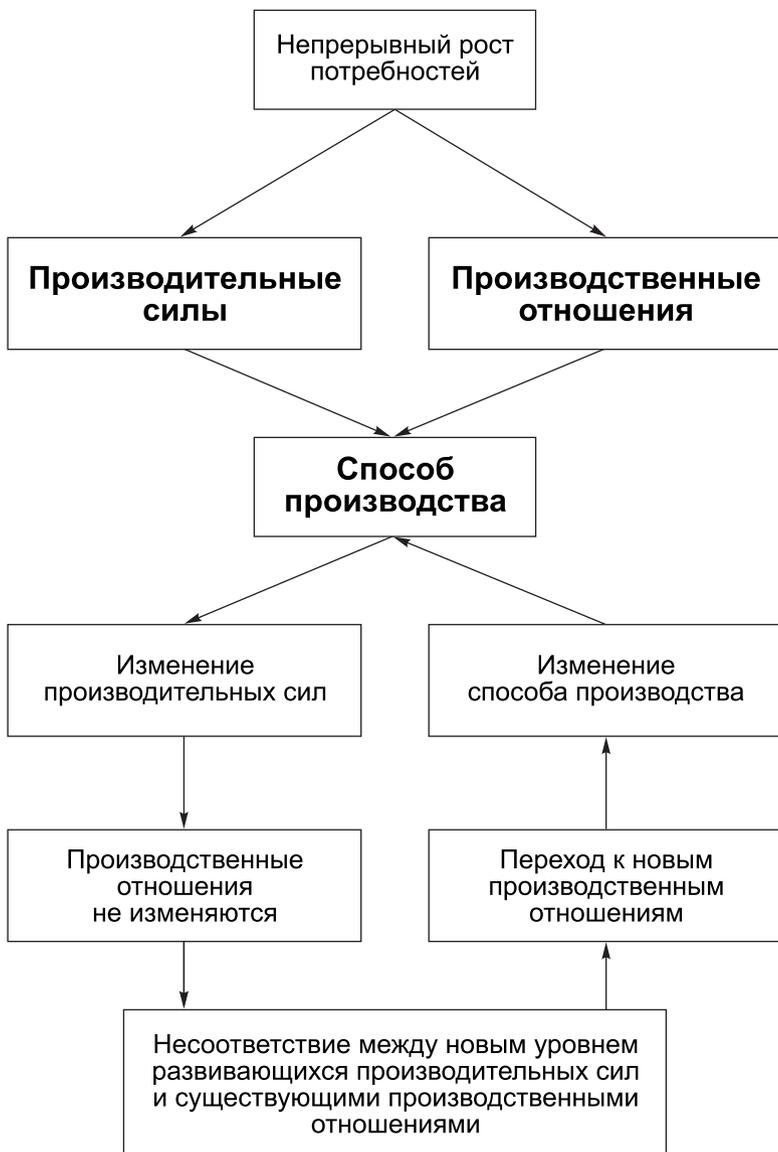 Непрерывный рост
потребностей
Производительные
силы
Производственные
отношения
Способ
производства
Изменение
производительных сил
Изменение
способа производства
Производственные
отношения
не изменяются
Переход к новым
производственным
отношениям
Несоответствие между новым уровнем
развивающихся производительных сил
и существующими производственными
отношениями